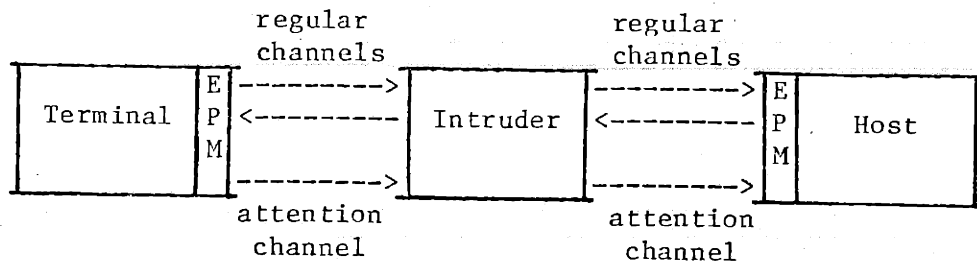 regular
channels
regular
channels
E
P
M
Terminal
Intruder
E
P
M
Host
attention
channel
attention
channel